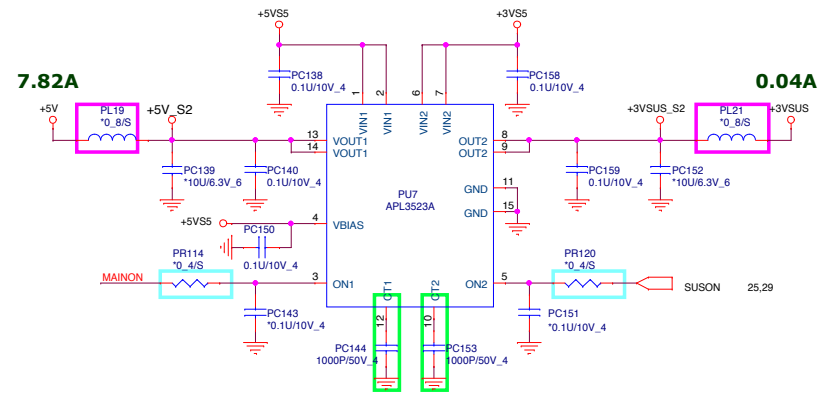 +5VS5
+3VS5
7.82A
0.04A
PC138
0.1U/10V_4
PC158
0.1U/10V_4
1
2
6
7
VIN1
VIN1
VIN2
VIN2
+5V
PL19
*0_8/S
+5V_S2
+3VSUS_S2
PL21
*0_8/S
+3VSUS
13
VOUT1
14
VOUT1
8
OUT2
9
OUT2
PC139
*10U/6.3V_6
PC140
0.1U/10V_4
PC159
0.1U/10V_4
PC152
*10U/6.3V_6
PU7
APL3523A
11
GND
15
GND
+5VS5
4
VBIAS
PC150
0.1U/10V_4
PR114
*0_4/S
MAINON
3
ON1
5
ON2
PR120
*0_4/S
SUSON
25,29
CT1
CT2
12
10
PC143
*0.1U/10V_4
PC151
*0.1U/10V_4
PC144
1000P/50V_4
PC153
1000P/50V_4